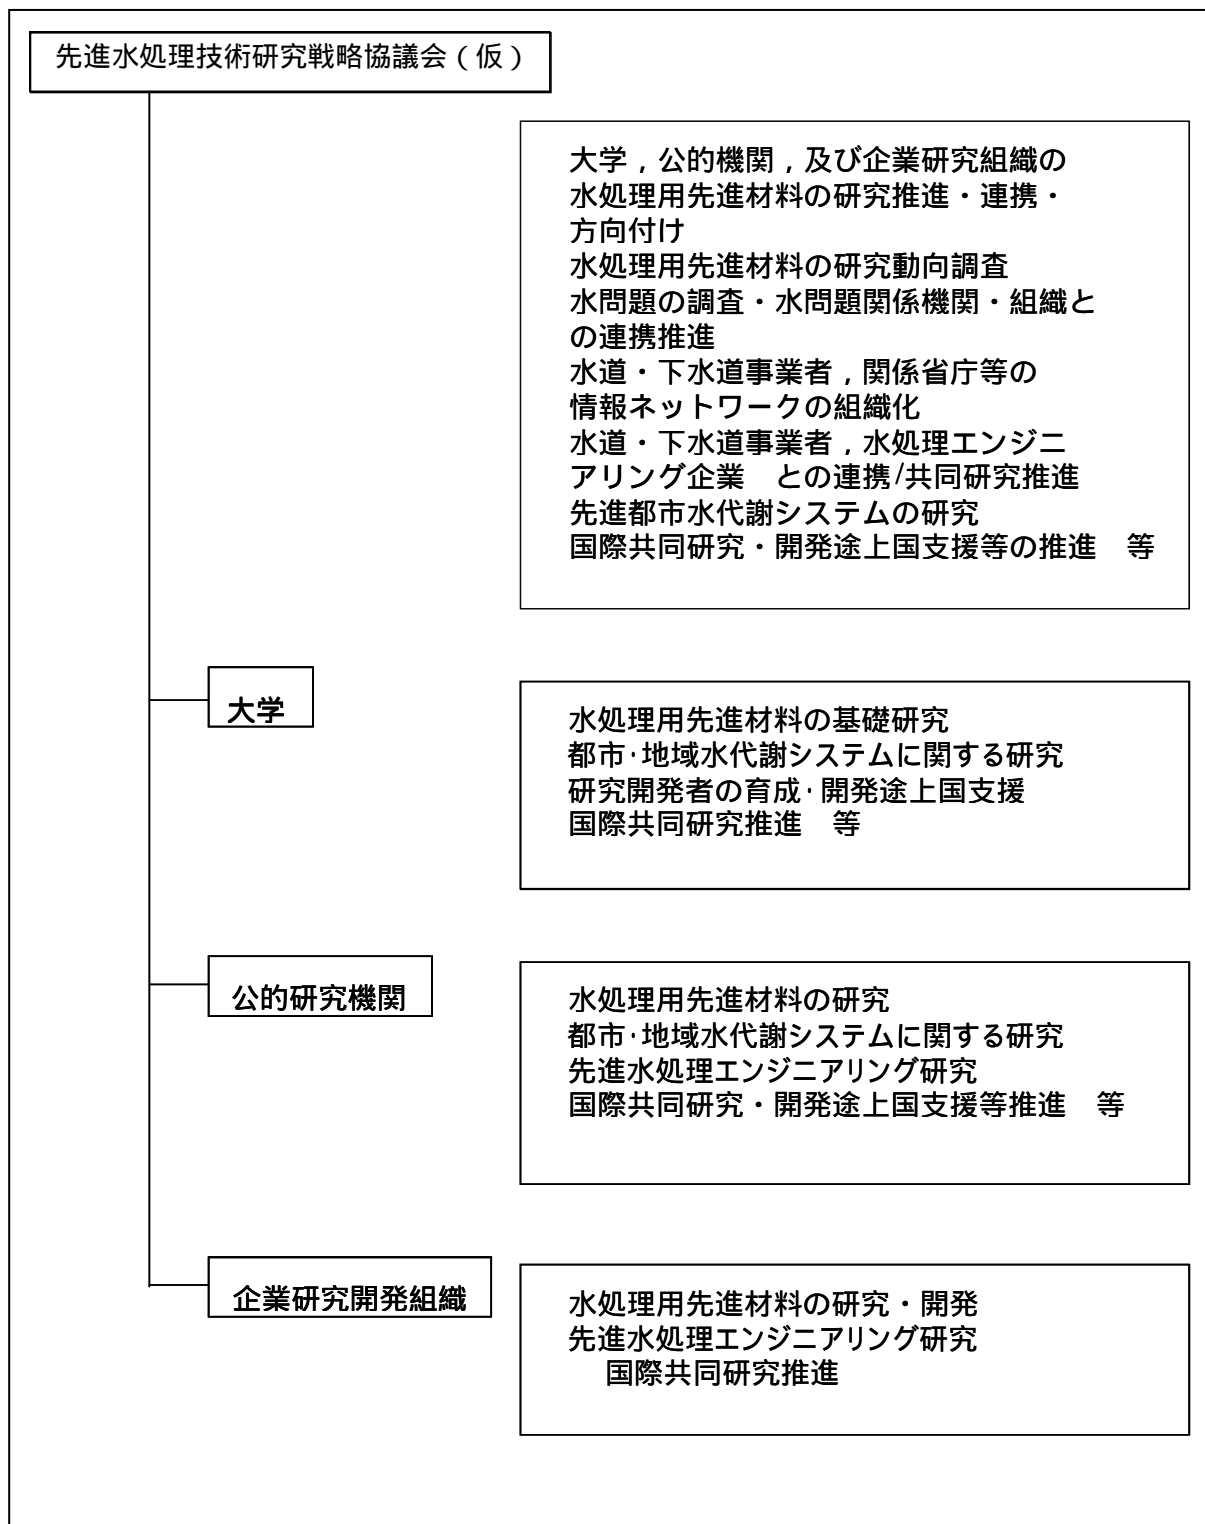 先進水処理技術研究戦略協議会（仮）
大学，公的機関，及び企業研究組織の
水処理用先進材料の研究推進・連携・
方向付け
水処理用先進材料の研究動向調査
水問題の調査・水問題関係機関・組織と
の連携推進
水道・下水道事業者，関係省庁等の
情報ネットワークの組織化
水道・下水道事業者，水処理エンジニ
アリング企業　との連携/共同研究推進
先進都市水代謝システムの研究
国際共同研究・開発途上国支援等の推進　等
大学
水処理用先進材料の基礎研究
都市･地域水代謝システムに関する研究
研究開発者の育成･開発途上国支援
国際共同研究推進　等
公的研究機関
水処理用先進材料の研究
都市･地域水代謝システムに関する研究
先進水処理エンジニアリング研究
国際共同研究・開発途上国支援等推進　等
企業研究開発組織
水処理用先進材料の研究・開発
先進水処理エンジニアリング研究
国際共同研究推進